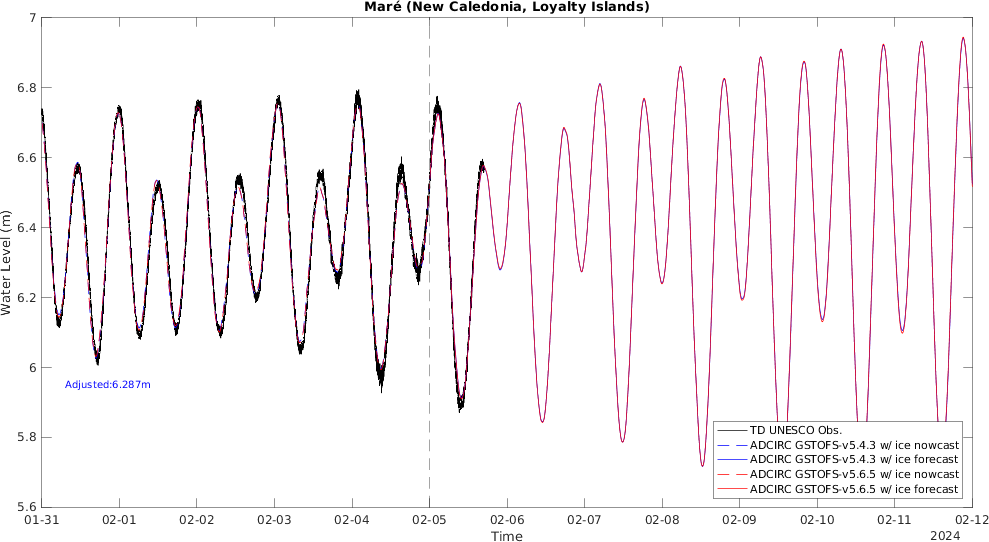 Maré (New Caledonia, Loyalty Islands)
7
6.8
6.6
6.4
6.2
6
5.8
5.6
Water Level (m)
Adjusted:6.287m
TD UNESCO Obs.
ADCIRC GSTOFS-v5.4.3 w/ ice nowcast
ADCIRC GSTOFS-v5.4.3 w/ ice forecast
ADCIRC GSTOFS-v5.6.5 w/ ice nowcast
ADCIRC GSTOFS-v5.6.5 w/ ice forecast
01-31 02-01 02-02 02-03 02-04 02-05 02-06 02-07 02-08 02-09 02-10 02-11 02-12
Time
2024